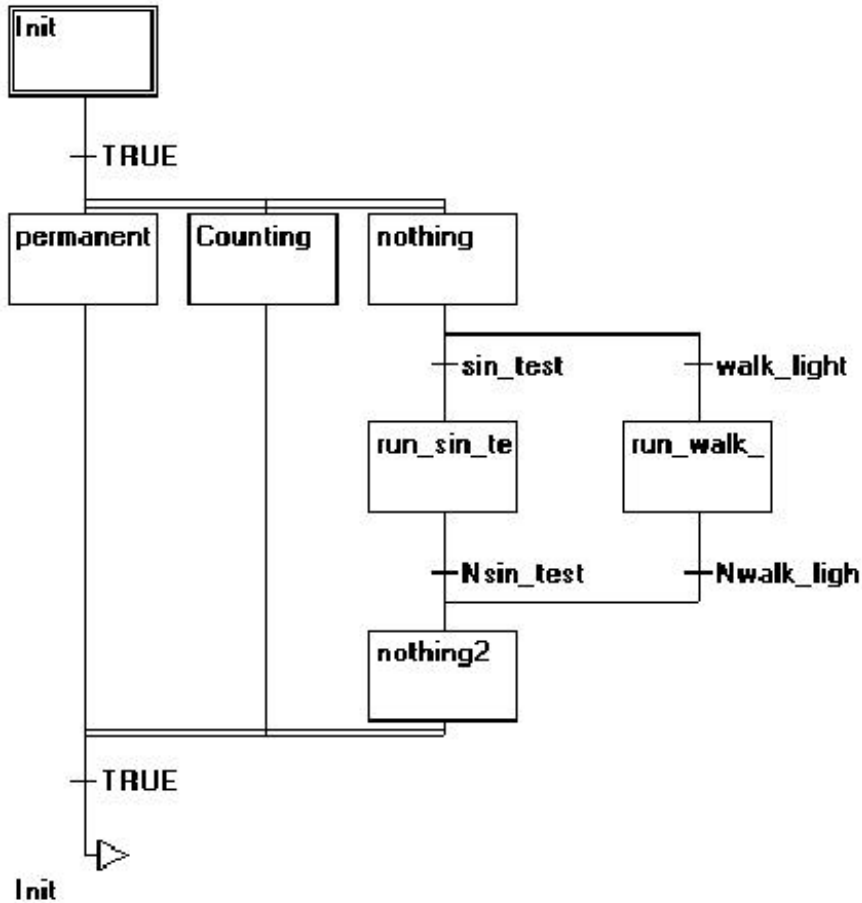 Init
TRUE
permanent Counting nothing
sin_test walk_light
run_sin_te run_walk_
Nsin_test Nwalk_ligh
nothing2
TRUE
Init